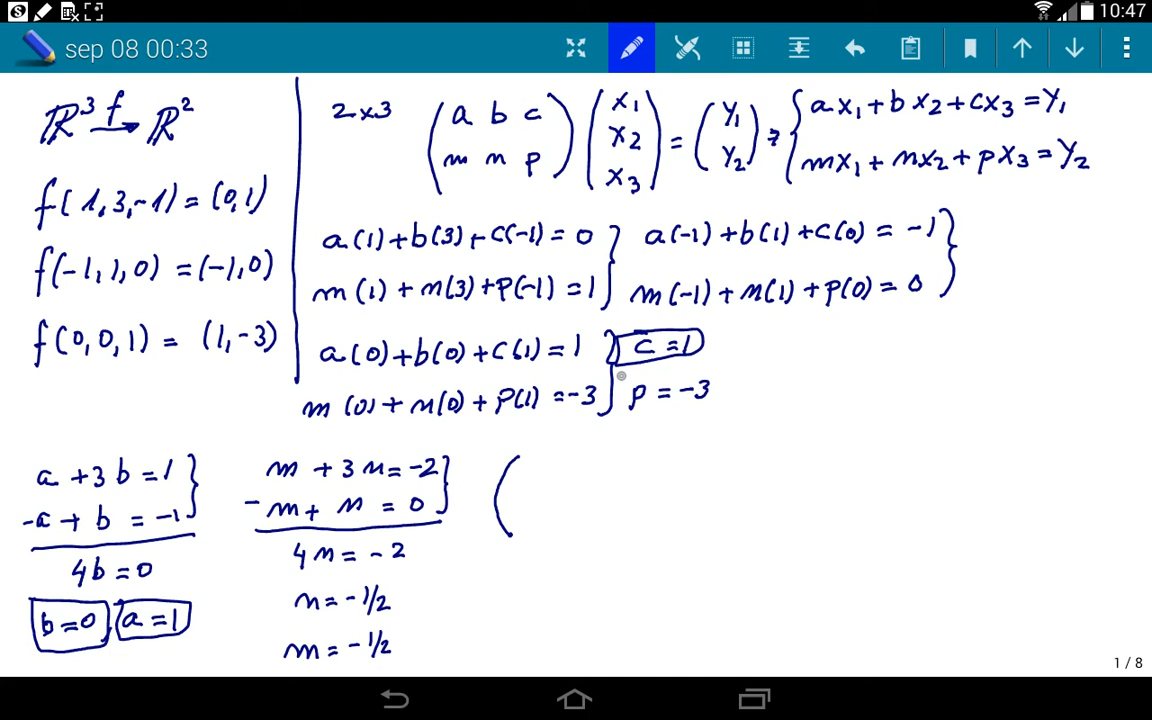 10:47
sep 08 00:33
ℝ³ →f ℝ²
f(1,3,-1) = (0,1)
f(-1,1,0) = (-1,0)
f(0,0,1) = (1,-3)
2x3 (a b c / m n p) (x1 / x2 / x3) = (y1 / y2) → { ax1 + bx2 + cx3 = y1
mx1 + nx2 + px3 = y2
a(1)+b(3)+c(-1) = 0 } a(-1)+b(1)+c(0) = -1 }
m(1)+n(3)+p(-1) = 1 m(-1)+n(1)+p(0) = 0
a(0)+b(0)+c(1) = 1 } c = 1
m(0)+n(0)+p(1) = -3 p = -3
a + 3b = 1 }
-a + b = -1
4b = 0
b = 0, a = 1
m + 3n = -2 }
-m + n = 0
4n = -2
n = -1/2
m = -1/2
(
1 / 8